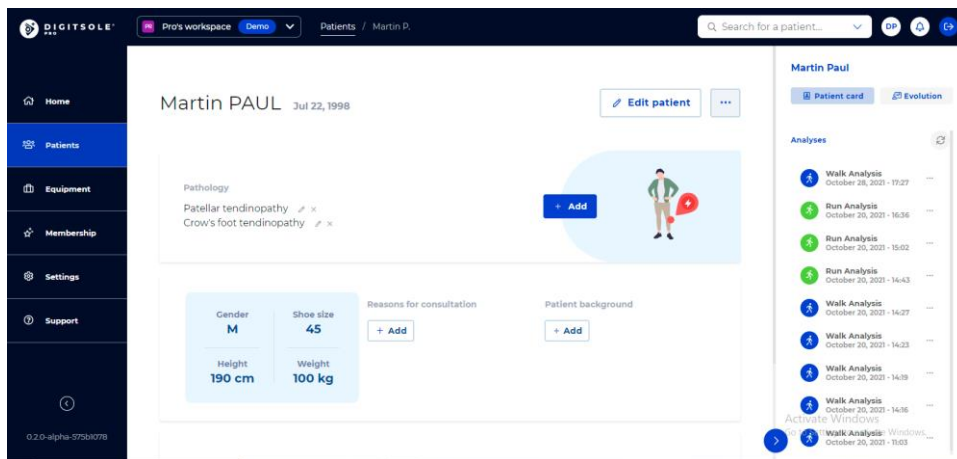 DIGITSOLE
PRO
Pro's workspace Demo
Patients / Martin P.
Search for a patient...
DP
Home
Patients
Equipment
Membership
Settings
Support
0.2.0-alpha-575b1078
Martin PAUL Jul 22, 1998
Edit patient
...
Pathology
Patellar tendinopathy
Crow's foot tendinopathy
+ Add
Gender
M
Shoe size
45
Height
190 cm
Weight
100 kg
Reasons for consultation
+ Add
Patient background
+ Add
Martin Paul
Patient card
Evolution
Analyses
Walk Analysis
October 28, 2021 - 17:27
Run Analysis
October 20, 2021 - 16:36
Run Analysis
October 20, 2021 - 15:02
Run Analysis
October 20, 2021 - 14:43
Walk Analysis
October 20, 2021 - 14:27
Walk Analysis
October 20, 2021 - 14:23
Walk Analysis
October 20, 2021 - 14:19
Walk Analysis
October 20, 2021 - 14:16
Walk Analysis
October 20, 2021 - 11:03
Activate Windows
Go to Windows.